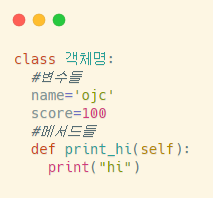 class 객체명:
  #변수들
  name='ojc'
  score=100
  #메서드들
  def print_hi(self):
    print("hi")